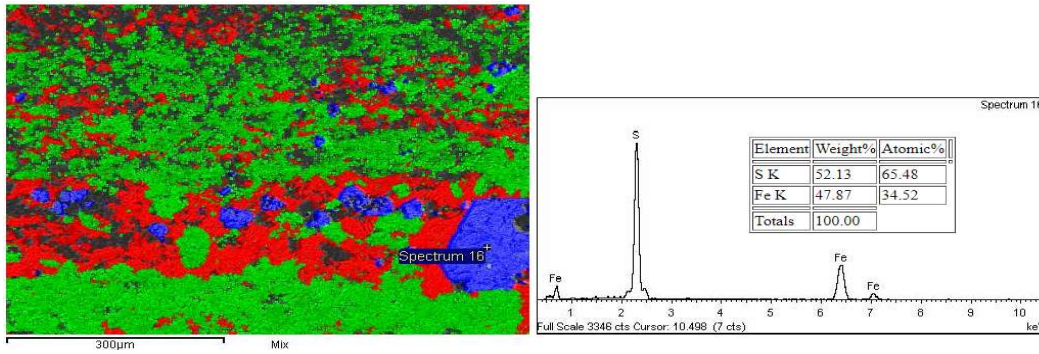 Spectrum 16
300µm
Mix
Spectrum 16
S
Element Weight% Atomic%
S K 52.13 65.48
Fe K 47.87 34.52
Totals 100.00
Fe
Fe
Fe
1 2 3 4 5 6 7 8 9 10
Full Scale 3346 cts Cursor: 10.498 (7 cts)